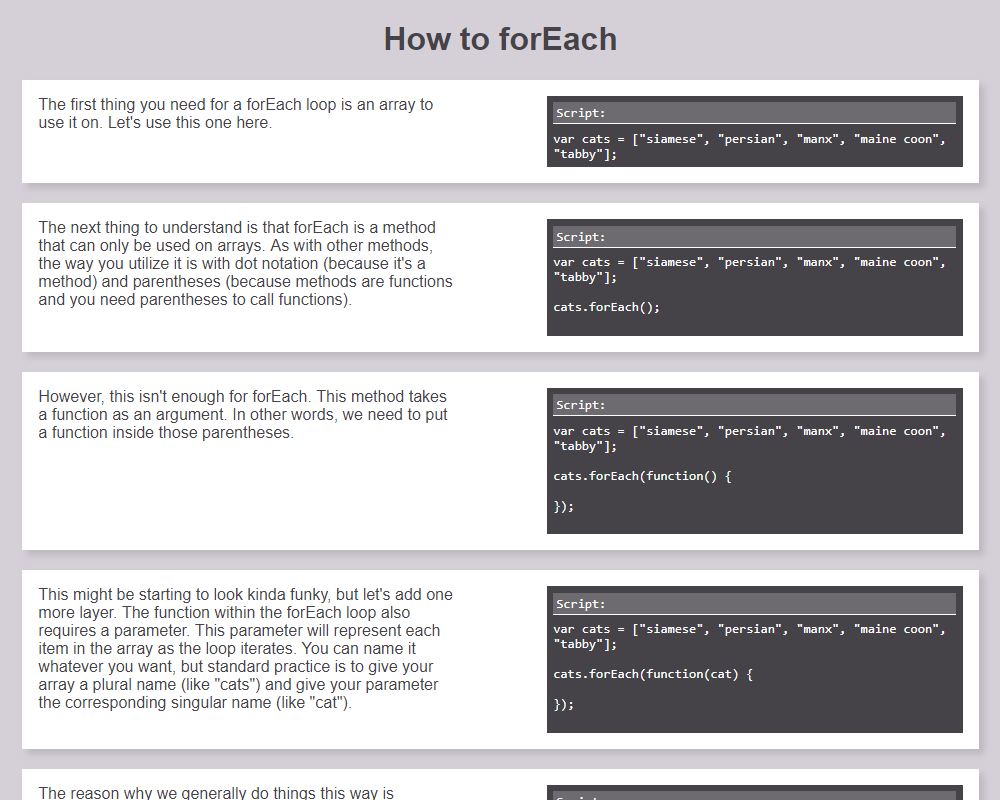 How to forEach
The first thing you need for a forEach loop is an array to
use it on. Let's use this one here.
Script:
var cats = ["siamese", "persian", "manx", "maine coon",
"tabby"];
The next thing to understand is that forEach is a method
that can only be used on arrays. As with other methods,
the way you utilize it is with dot notation (because it's a
method) and parentheses (because methods are functions
and you need parentheses to call functions).
Script:
var cats = ["siamese", "persian", "manx", "maine coon",
"tabby"];
cats.forEach();
However, this isn't enough for forEach. This method takes
a function as an argument. In other words, we need to put
a function inside those parentheses.
Script:
var cats = ["siamese", "persian", "manx", "maine coon",
"tabby"];
cats.forEach(function() {
});
This might be starting to look kinda funky, but let's add one
more layer. The function within the forEach loop also
requires a parameter. This parameter will represent each
item in the array as the loop iterates. You can name it
whatever you want, but standard practice is to give your
array a plural name (like "cats") and give your parameter
the corresponding singular name (like "cat").
Script:
var cats = ["siamese", "persian", "manx", "maine coon",
"tabby"];
cats.forEach(function(cat) {
});
The reason why we generally do things this way is